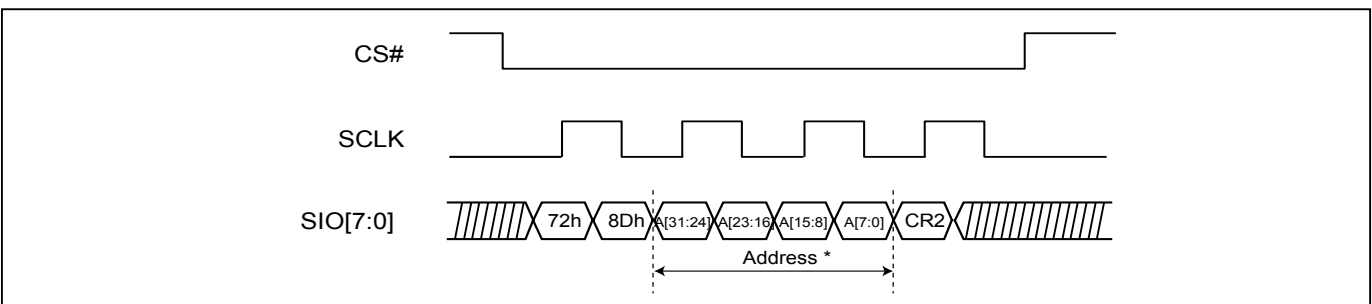 CS#
SCLK
SIO[7:0]
72h 8Dh A[31:24] A[23:16] A[15:8] A[7:0] CR2
Address *